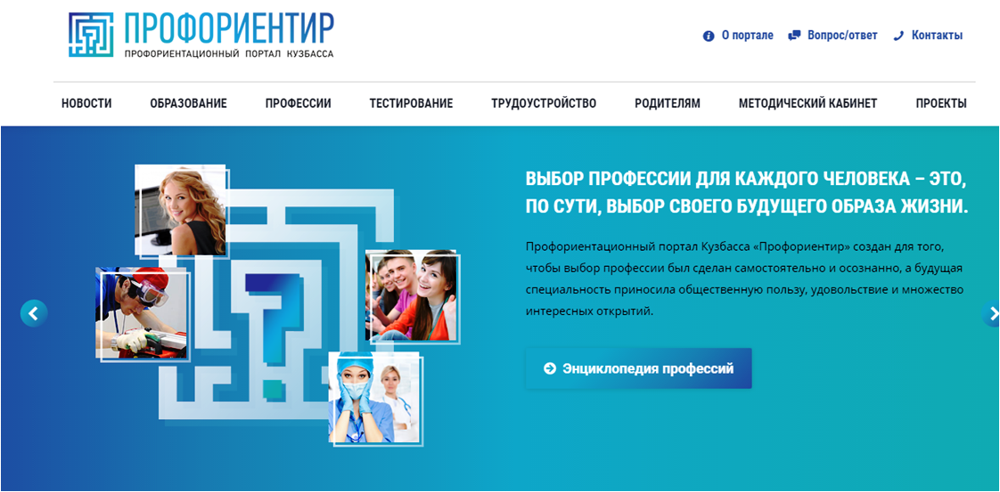 ПРОФОРИЕНТИР
ПРОФОРИЕНТАЦИОННЫЙ ПОРТАЛ КУЗБАССА
О портале Вопрос/ответ Контакты
НОВОСТИ ОБРАЗОВАНИЕ ПРОФЕССИИ ТЕСТИРОВАНИЕ ТРУДОУСТРОЙСТВО РОДИТЕЛЯМ МЕТОДИЧЕСКИЙ КАБИНЕТ ПРОЕКТЫ
ВЫБОР ПРОФЕССИИ ДЛЯ КАЖДОГО ЧЕЛОВЕКА – ЭТО,
ПО СУТИ, ВЫБОР СВОЕГО БУДУЩЕГО ОБРАЗА ЖИЗНИ.
Профориентационный портал Кузбасса «Профориентир» создан для того,
чтобы выбор профессии был сделан самостоятельно и осознанно, а будущая
специальность приносила общественную пользу, удовольствие и множество
интересных открытий.
Энциклопедия профессий